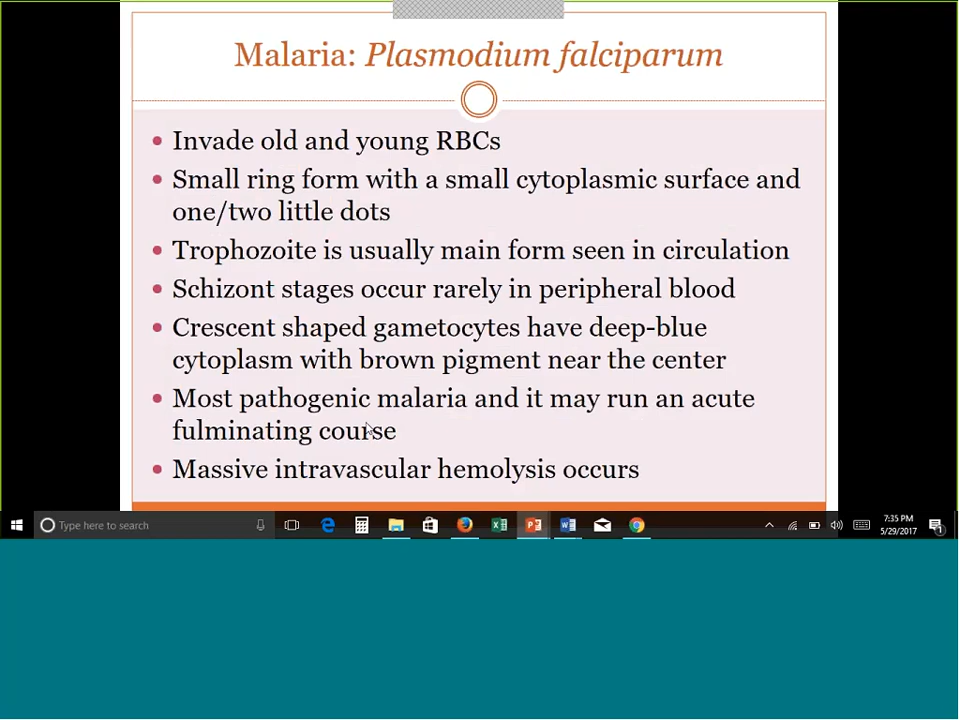 Malaria: Plasmodium falciparum
• Invade old and young RBCs
• Small ring form with a small cytoplasmic surface and
one/two little dots
• Trophozoite is usually main form seen in circulation
• Schizont stages occur rarely in peripheral blood
• Crescent shaped gametocytes have deep-blue
cytoplasm with brown pigment near the center
• Most pathogenic malaria and it may run an acute
fulminating course
• Massive intravascular hemolysis occurs
Type here to search
7:35 PM
5/29/2017